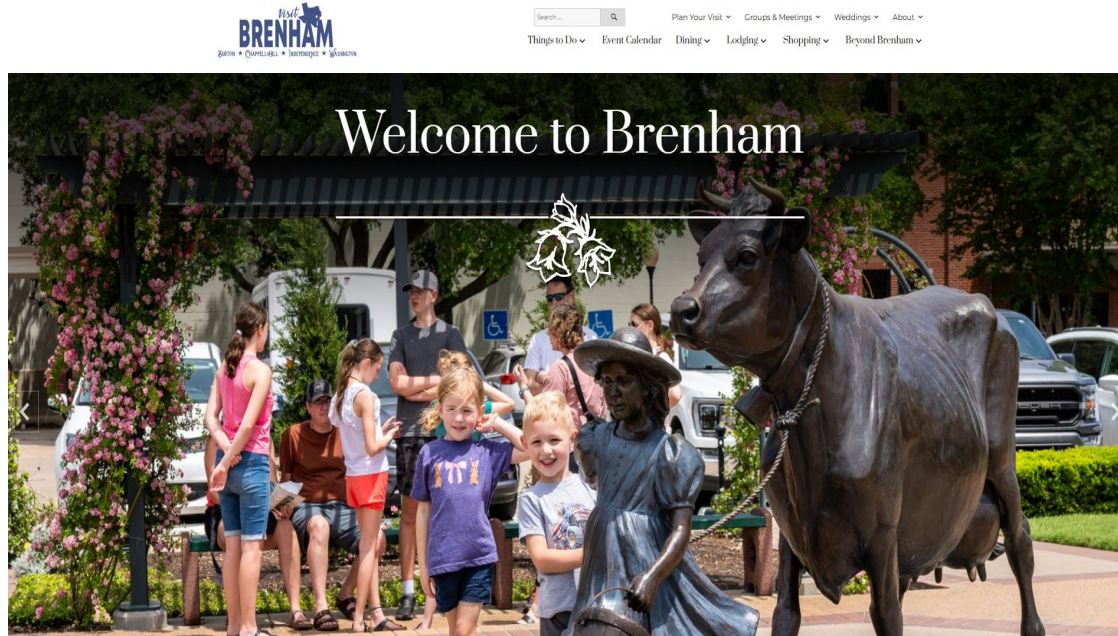 Visit
BRENHAM
BURTON ★ CHAPPELL HILL ★ INDEPENDENCE ★ WASHINGTON
Search ...
Plan Your Visit
Groups & Meetings
Weddings
About
Things to Do
Event Calendar
Dining
Lodging
Shopping
Beyond Brenham
Welcome to Brenham